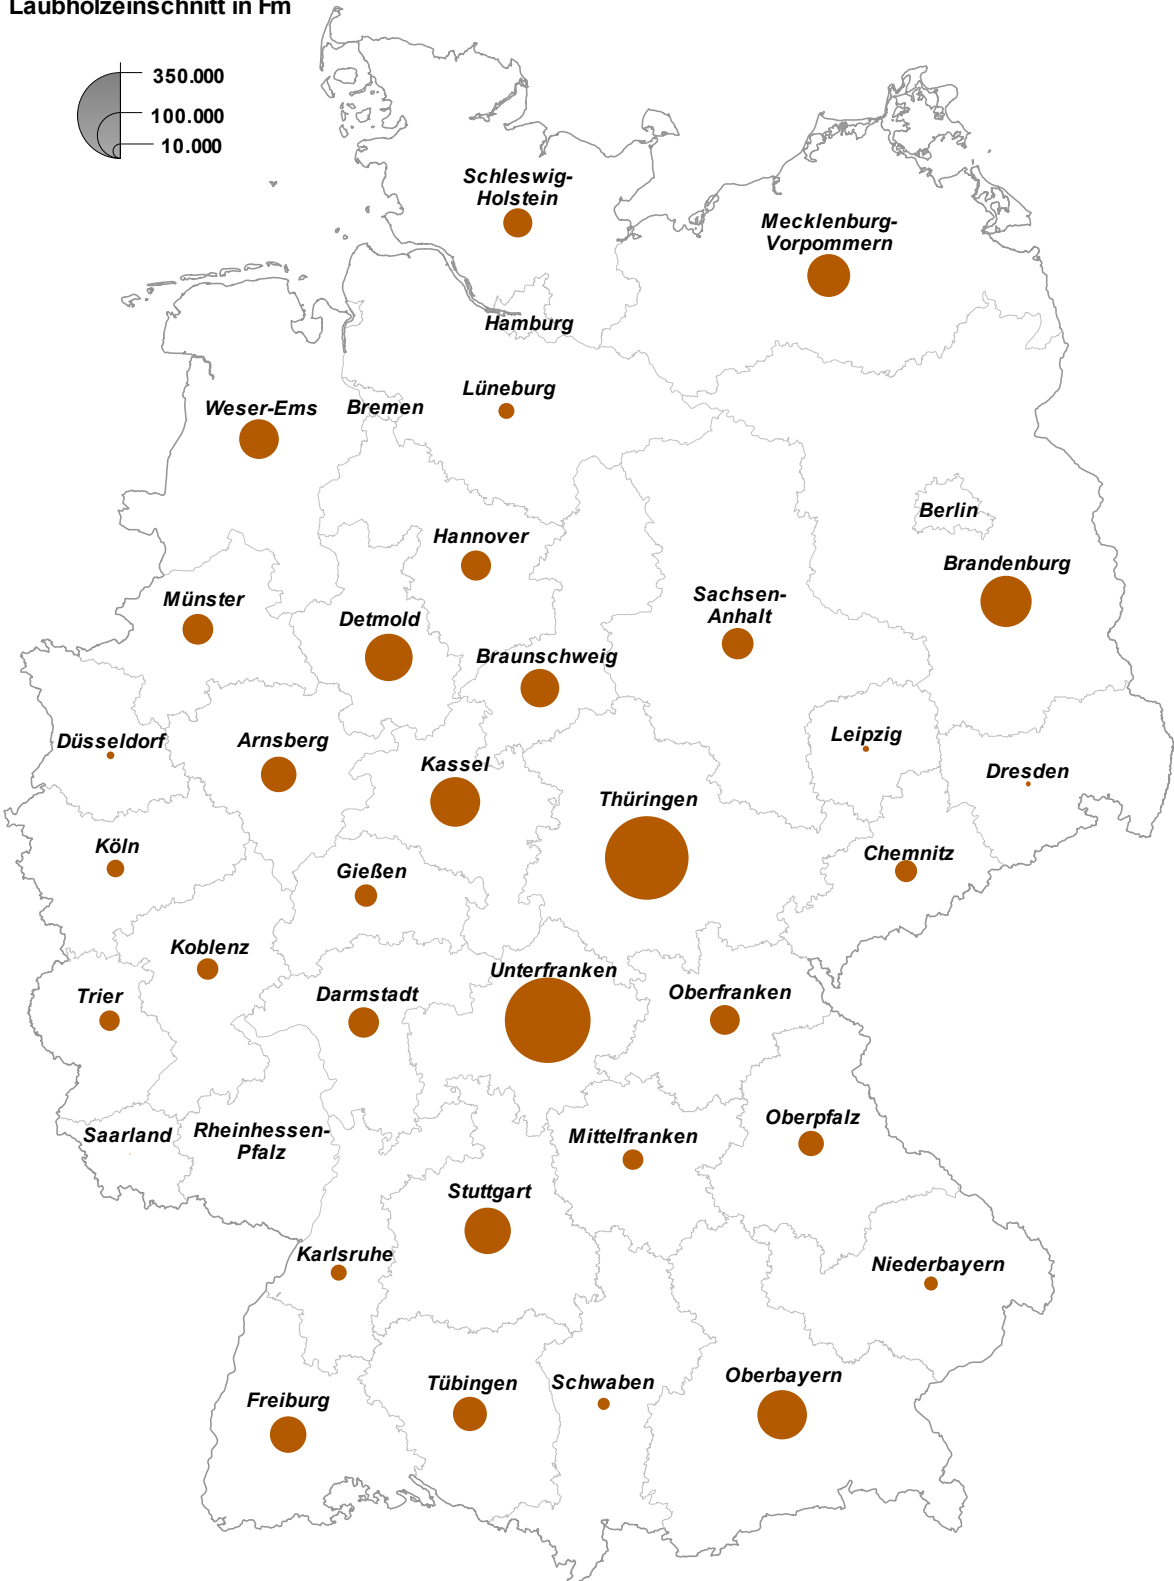 Laubholzeinschnitt in Fm
350.000
100.000
10.000
Schleswig-
Holstein
Mecklenburg-
Vorpommern
Hamburg
Lüneburg
Weser-Ems
Bremen
Berlin
Hannover
Brandenburg
Münster
Sachsen-
Anhalt
Detmold
Braunschweig
Düsseldorf
Arnsberg
Leipzig
Kassel
Dresden
Thüringen
Köln
Chemnitz
Gießen
Koblenz
Unterfranken
Trier
Darmstadt
Oberfranken
Oberpfalz
Saarland
Rheinhessen-
Pfalz
Mittelfranken
Stuttgart
Karlsruhe
Niederbayern
Oberbayern
Tübingen
Schwaben
Freiburg